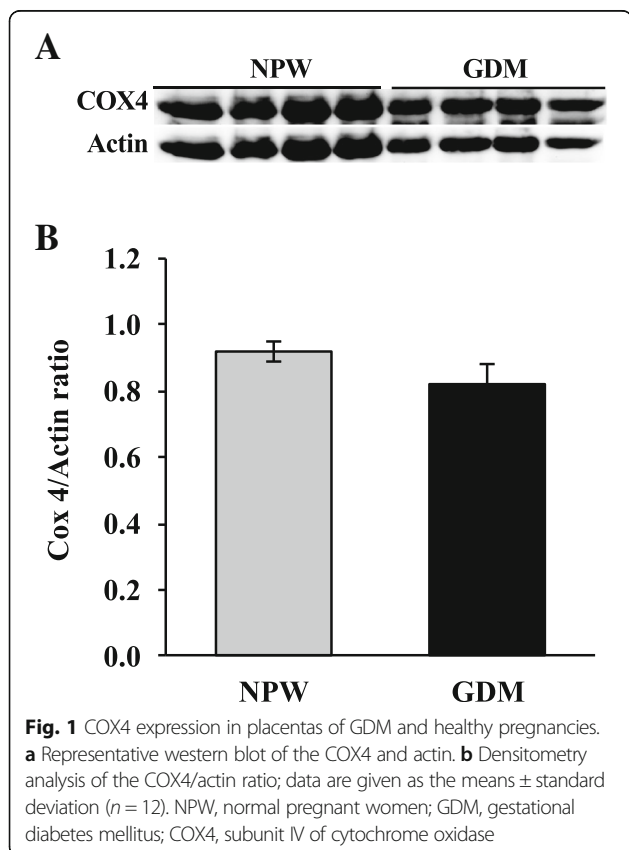 A
NPW GDM
COX4
Actin
B
1.2
1.0
0.8
0.6
0.4
0.2
0.0
Cox 4/Actin ratio
NPW GDM
Fig. 1 COX4 expression in placentas of GDM and healthy pregnancies.
a Representative western blot of the COX4 and actin. b Densitometry
analysis of the COX4/actin ratio; data are given as the means ± standard
deviation (n = 12). NPW, normal pregnant women; GDM, gestational
diabetes mellitus; COX4, subunit IV of cytochrome oxidase